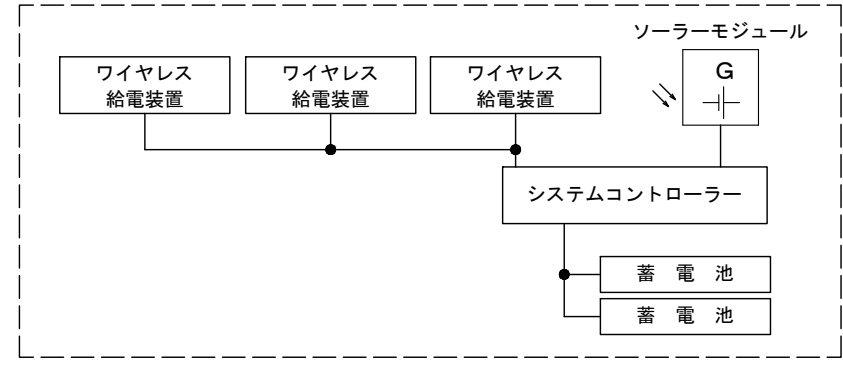 ソーラーモジュール
ワイヤレス
給電装置
ワイヤレス
給電装置
ワイヤレス
給電装置
G
システムコントローラー
蓄 電 池
蓄 電 池